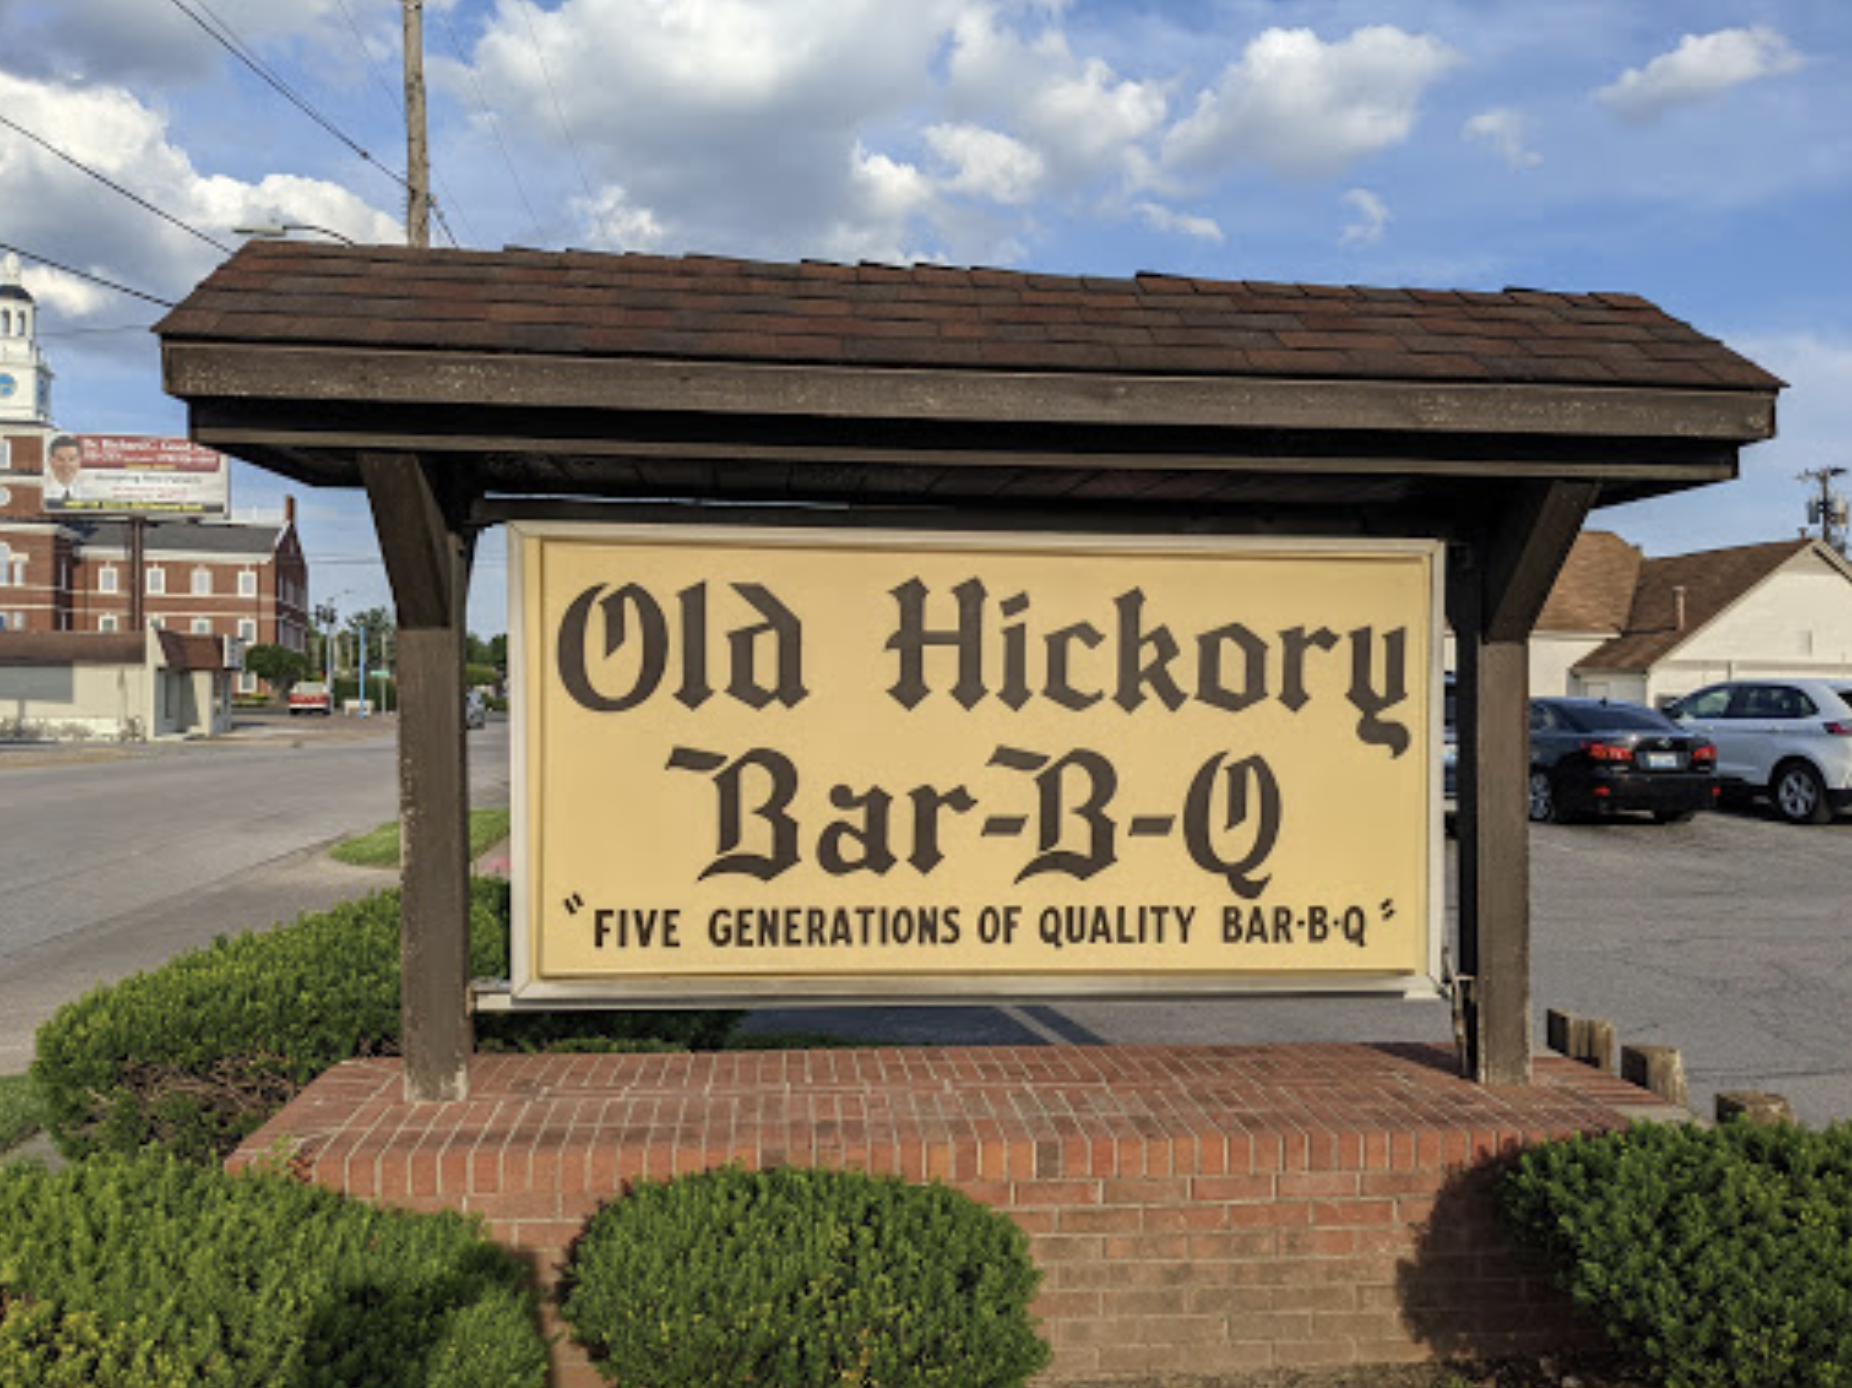 Old Hickory
Bar-B-Q
"FIVE GENERATIONS OF QUALITY BAR·B·Q"